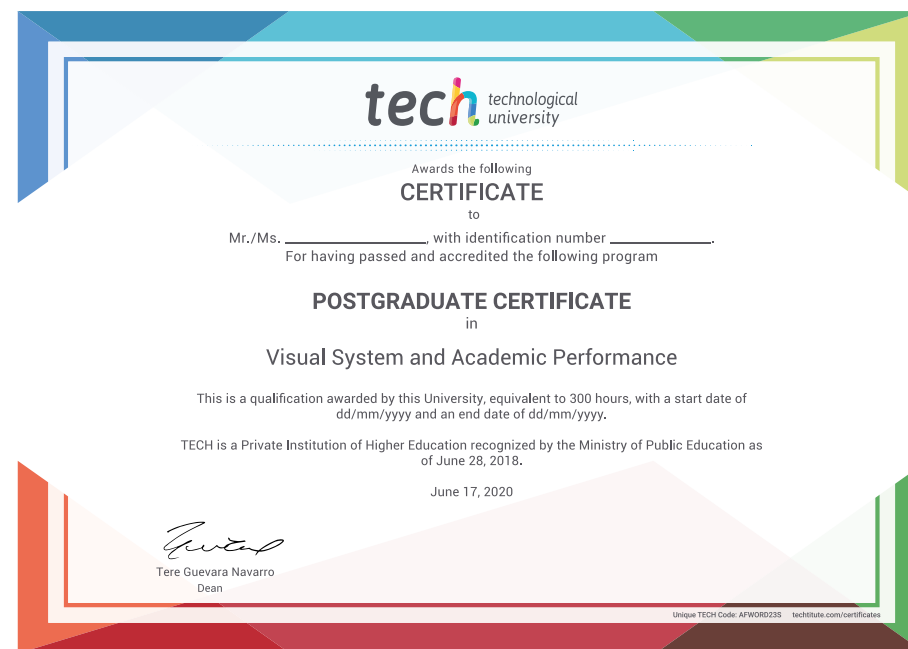 tech technological
university
Awards the following
CERTIFICATE
to
Mr./Ms. ____________________, with identification number ______________.
For having passed and accredited the following program
POSTGRADUATE CERTIFICATE
in
Visual System and Academic Performance
This is a qualification awarded by this University, equivalent to 300 hours, with a start date of
dd/mm/yyyy and an end date of dd/mm/yyyy.
TECH is a Private Institution of Higher Education recognized by the Ministry of Public Education as
of June 28, 2018.
June 17, 2020
Tere Guevara Navarro
Dean
Unique TECH Code: AFWORD23S techtitute.com/certificates